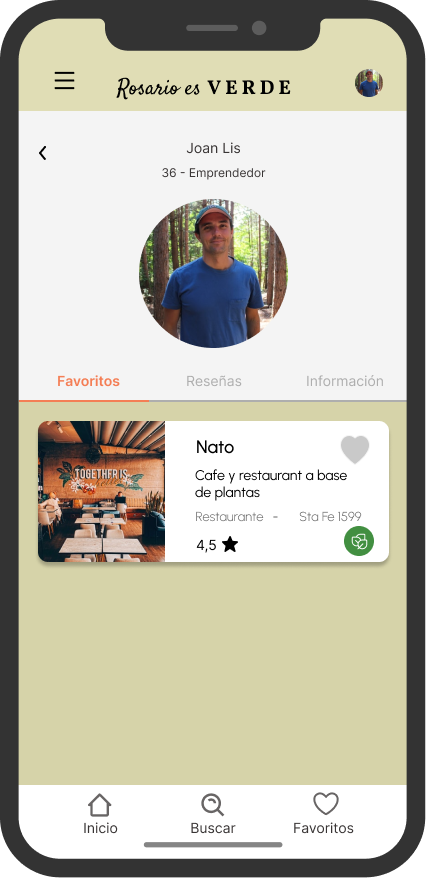 Rosario es VERDE
Joan Lis
36 - Emprendedor
Favoritos Reseñas Información
TOGETHER IS
Nato
Cafe y restaurant a base
de plantas
Restaurante - Sta Fe 1599
4,5
Inicio Buscar Favoritos